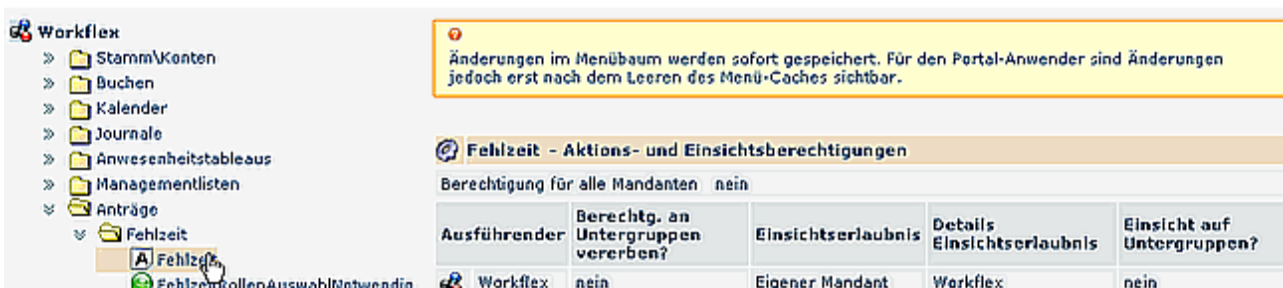 Workflex
Stamm\Konten
Buchen
Kalender
Journale
Anwesenheitstableaus
Managementlisten
Anträge
Fehlzeit
A Fehlzeit
FehlzeitRollenAuswahlNotwendig
Änderungen im Menübaum werden sofort gespeichert. Für den Portal-Anwender sind Änderungen
jedoch erst nach dem Leeren des Menü-Caches sichtbar.
Fehlzeit - Aktions- und Einsichtsberechtigungen
Berechtigung für alle Mandanten nein
Ausführender Berechtg. an Untergruppen vererben? Einsichtserlaubnis Details Einsichtserlaubnis Einsicht auf Untergruppen?
Workflex nein Eigener Mandant Workflex nein